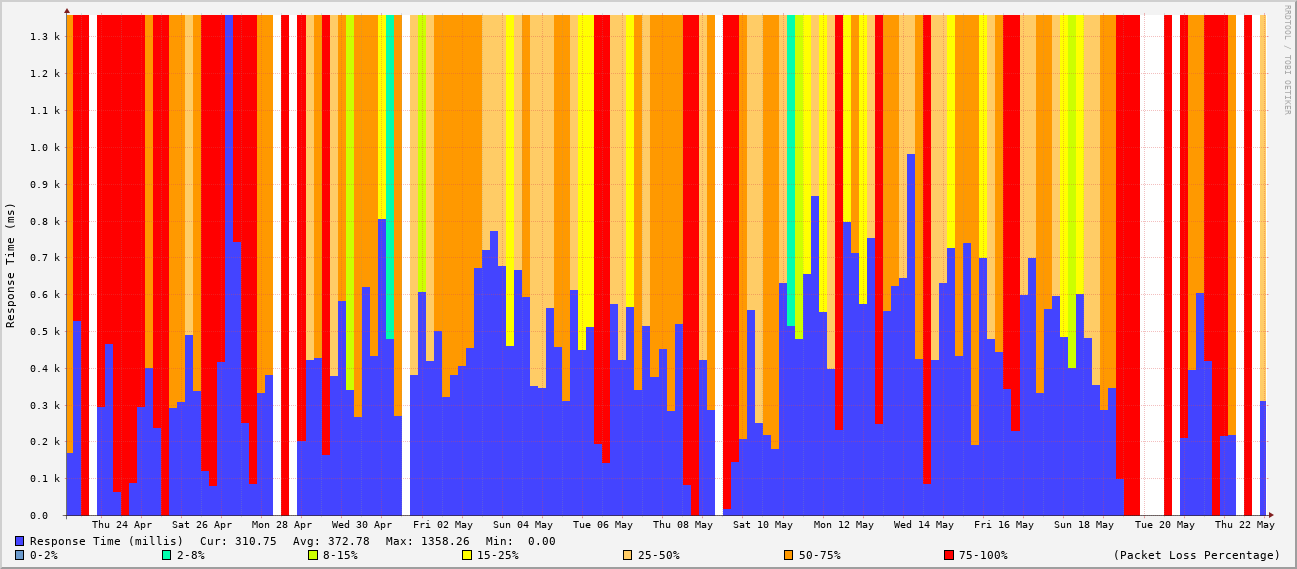 RRDTOOL / TOBI OETIKER
Response Time (ms)
1.3 k
1.2 k
1.1 k
1.0 k
0.9 k
0.8 k
0.7 k
0.6 k
0.5 k
0.4 k
0.3 k
0.2 k
0.1 k
0.0
Thu 24 Apr Sat 26 Apr Mon 28 Apr Wed 30 Apr Fri 02 May Sun 04 May Tue 06 May Thu 08 May Sat 10 May Mon 12 May Wed 14 May Fri 16 May Sun 18 May Tue 20 May Thu 22 May
Response Time (millis) Cur: 310.75 Avg: 372.78 Max: 1358.26 Min: 0.00
0-2% 2-8% 8-15% 15-25% 25-50% 50-75% 75-100% (Packet Loss Percentage)